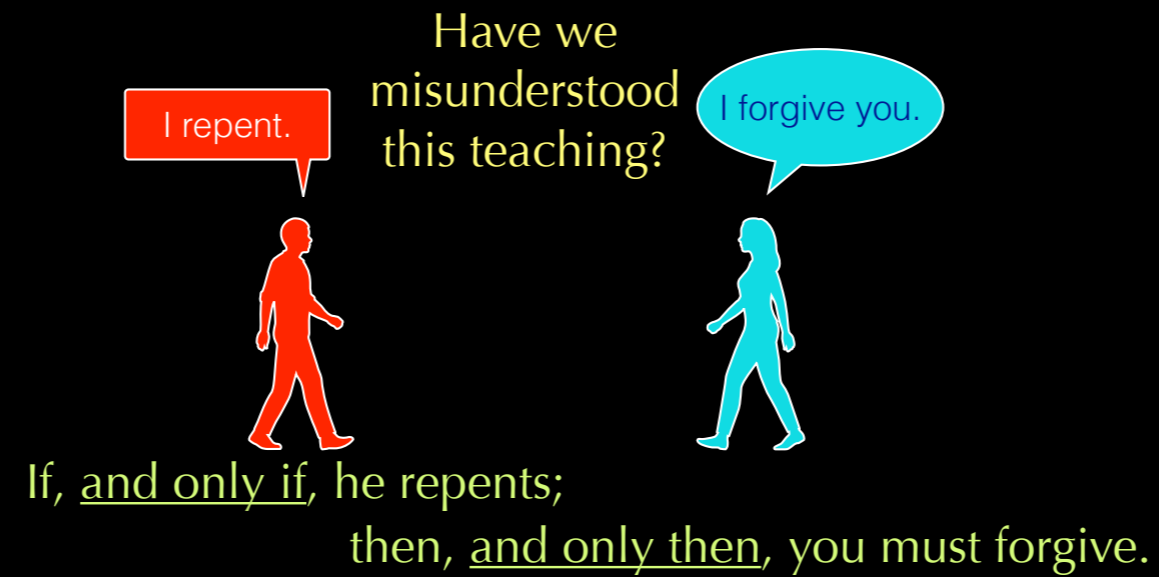 Have we
misunderstood
this teaching?
I repent.
I forgive you.
If, and only if, he repents;
then, and only then, you must forgive.